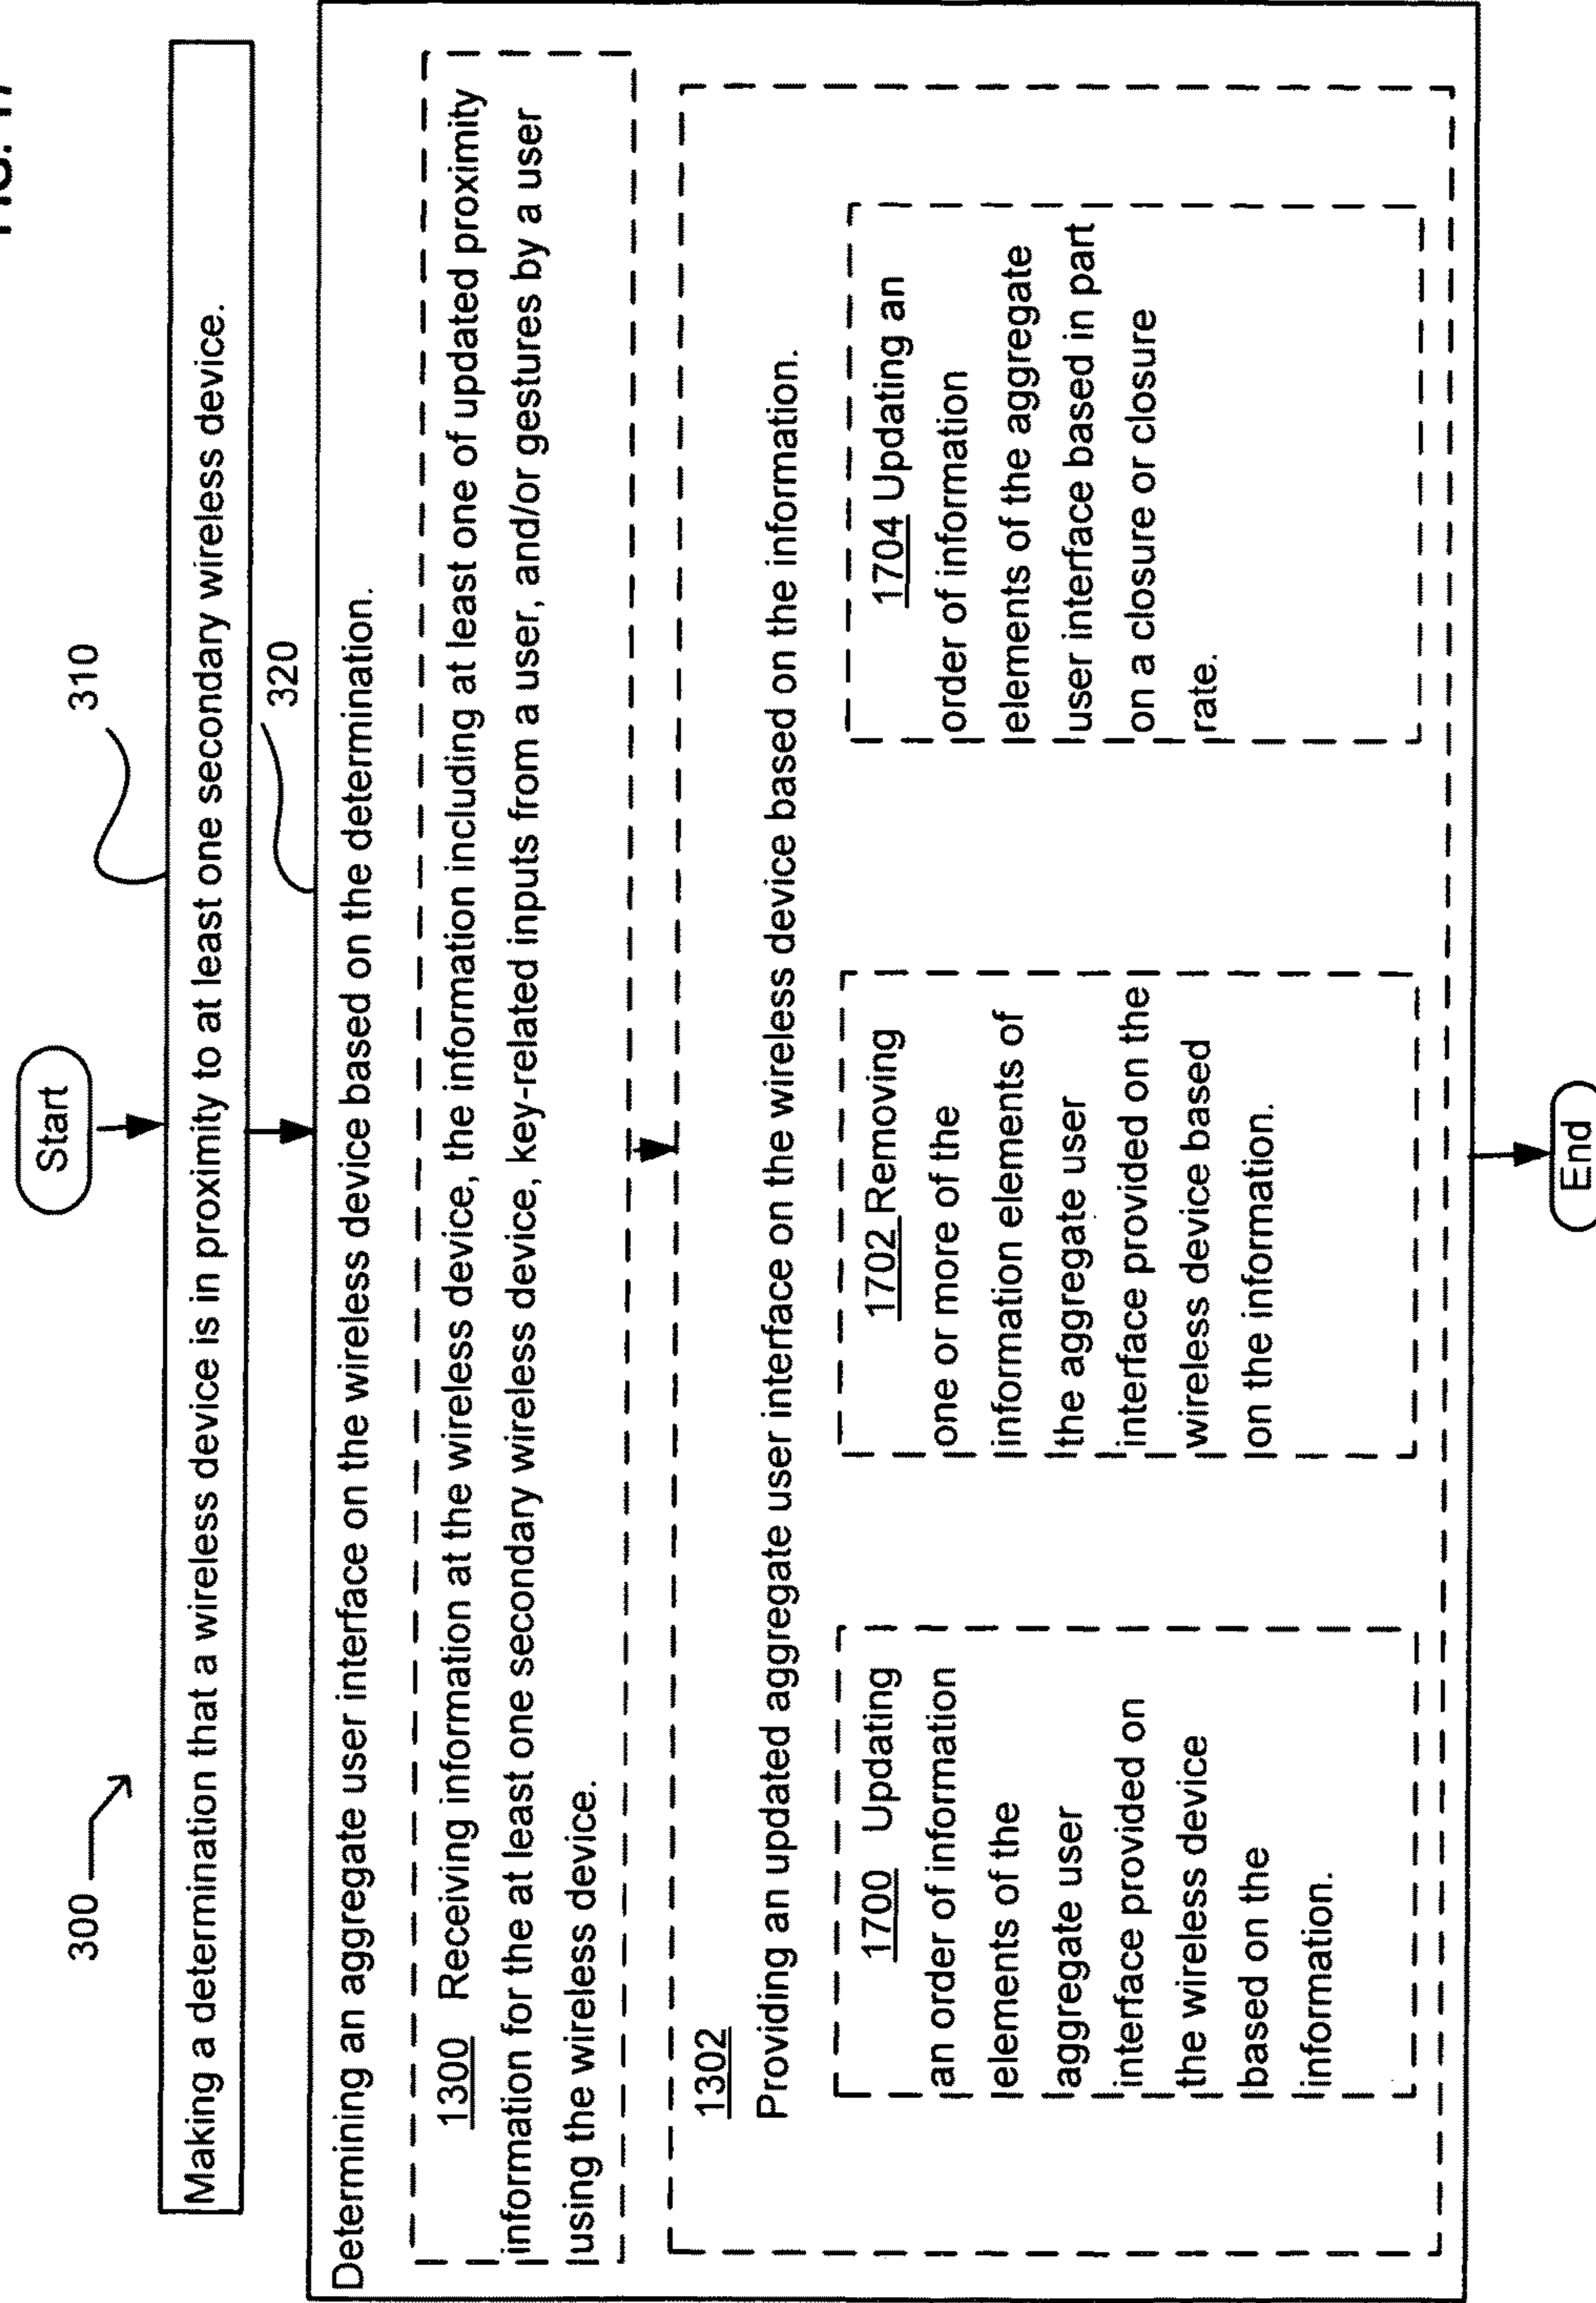 300
Start
310
Making a determination that a wireless device is in proximity to at least one secondary wireless device.
320
Determining an aggregate user interface on the wireless device based on the determination.
1300 Receiving information at the wireless device, the information including at least one of updated proximity
information for the at least one secondary wireless device, key-related inputs from a user, and/or gestures by a user
using the wireless device.
1302
Providing an updated aggregate user interface on the wireless device based on the information.
1700 Updating
an order of information
elements of the
aggregate user
interface provided on
the wireless device
based on the
information.
1702 Removing
one or more of the
information elements of
the aggregate user
interface provided on the
wireless device based
on the information.
1704 Updating an
order of information
elements of the aggregate
user interface based in part
on a closure or closure
rate.
End